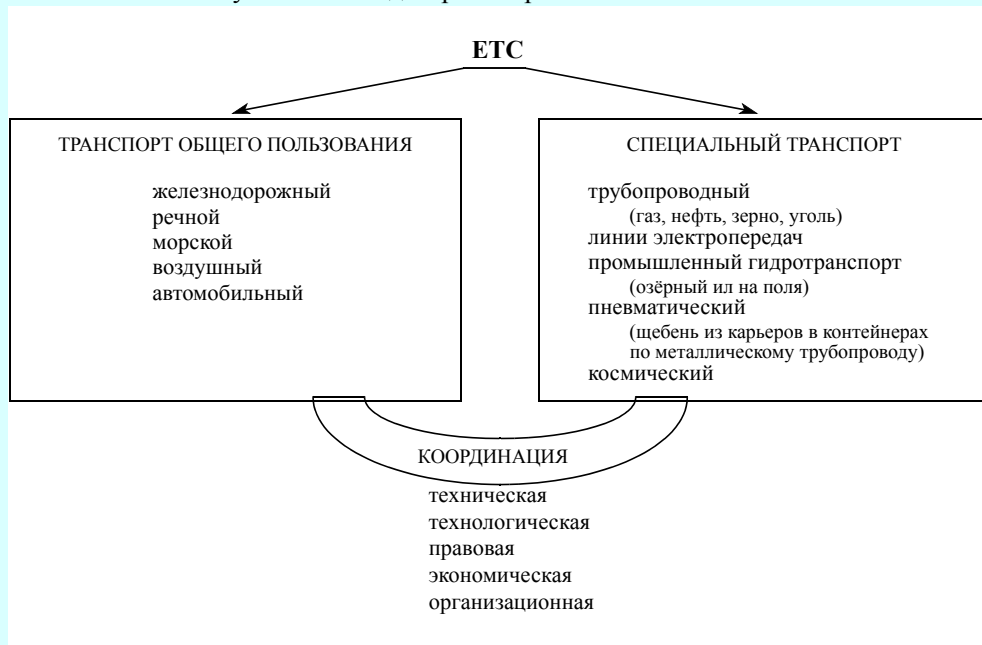 ЕТС
ТРАНСПОРТ ОБЩЕГО ПОЛЬЗОВАНИЯ
железнодорожный
речной
морской
воздушный
автомобильный
СПЕЦИАЛЬНЫЙ ТРАНСПОРТ
трубопроводный
(газ, нефть, зерно, уголь)
линии электропередач
промышленный гидротранспорт
(озёрный ил на поля)
пневматический
(щебень из карьеров в контейнерах
по металлическому трубопроводу)
космический
КООРДИНАЦИЯ
техническая
технологическая
правовая
экономическая
организационная